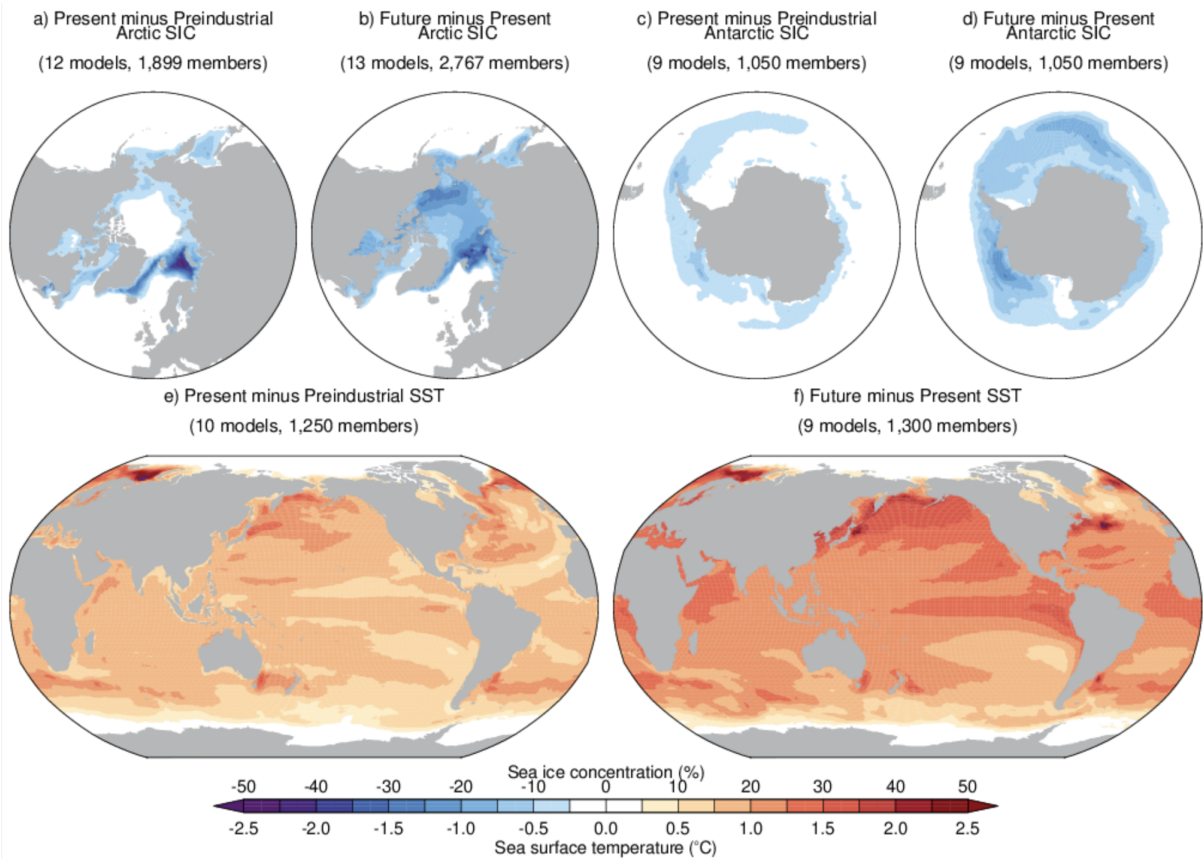 a) Present minus Preindustrial
Arctic SIC
(12 models, 1,899 members)
b) Future minus Present
Arctic SIC
(13 models, 2,767 members)
c) Present minus Preindustrial
Antarctic SIC
(9 models, 1,050 members)
d) Future minus Present
Antarctic SIC
(9 models, 1,050 members)
e) Present minus Preindustrial SST
(10 models, 1,250 members)
f) Future minus Present SST
(9 models, 1,300 members)
Sea ice concentration (%)
-50 -40 -30 -20 -10 0 10 20 30 40 50
-2.5 -2.0 -1.5 -1.0 -0.5 0.0 0.5 1.0 1.5 2.0 2.5
Sea surface temperature (°C)